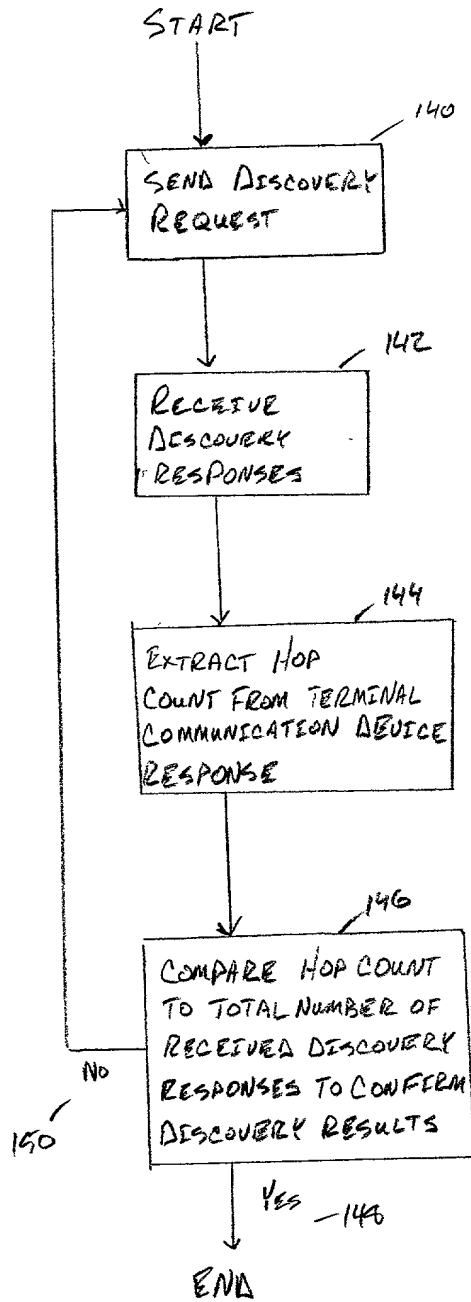 START
140
SEND DISCOVERY
REQUEST
142
RECEIVE
DISCOVERY
RESPONSES
144
EXTRACT HOP
COUNT FROM TERMINAL
COMMUNICATION DEVICE
RESPONSE
146
COMPARE HOP COUNT
TO TOTAL NUMBER OF
RECEIVED DISCOVERY
RESPONSES TO CONFIRM
DISCOVERY RESULTS
NO
150
YES
148
END